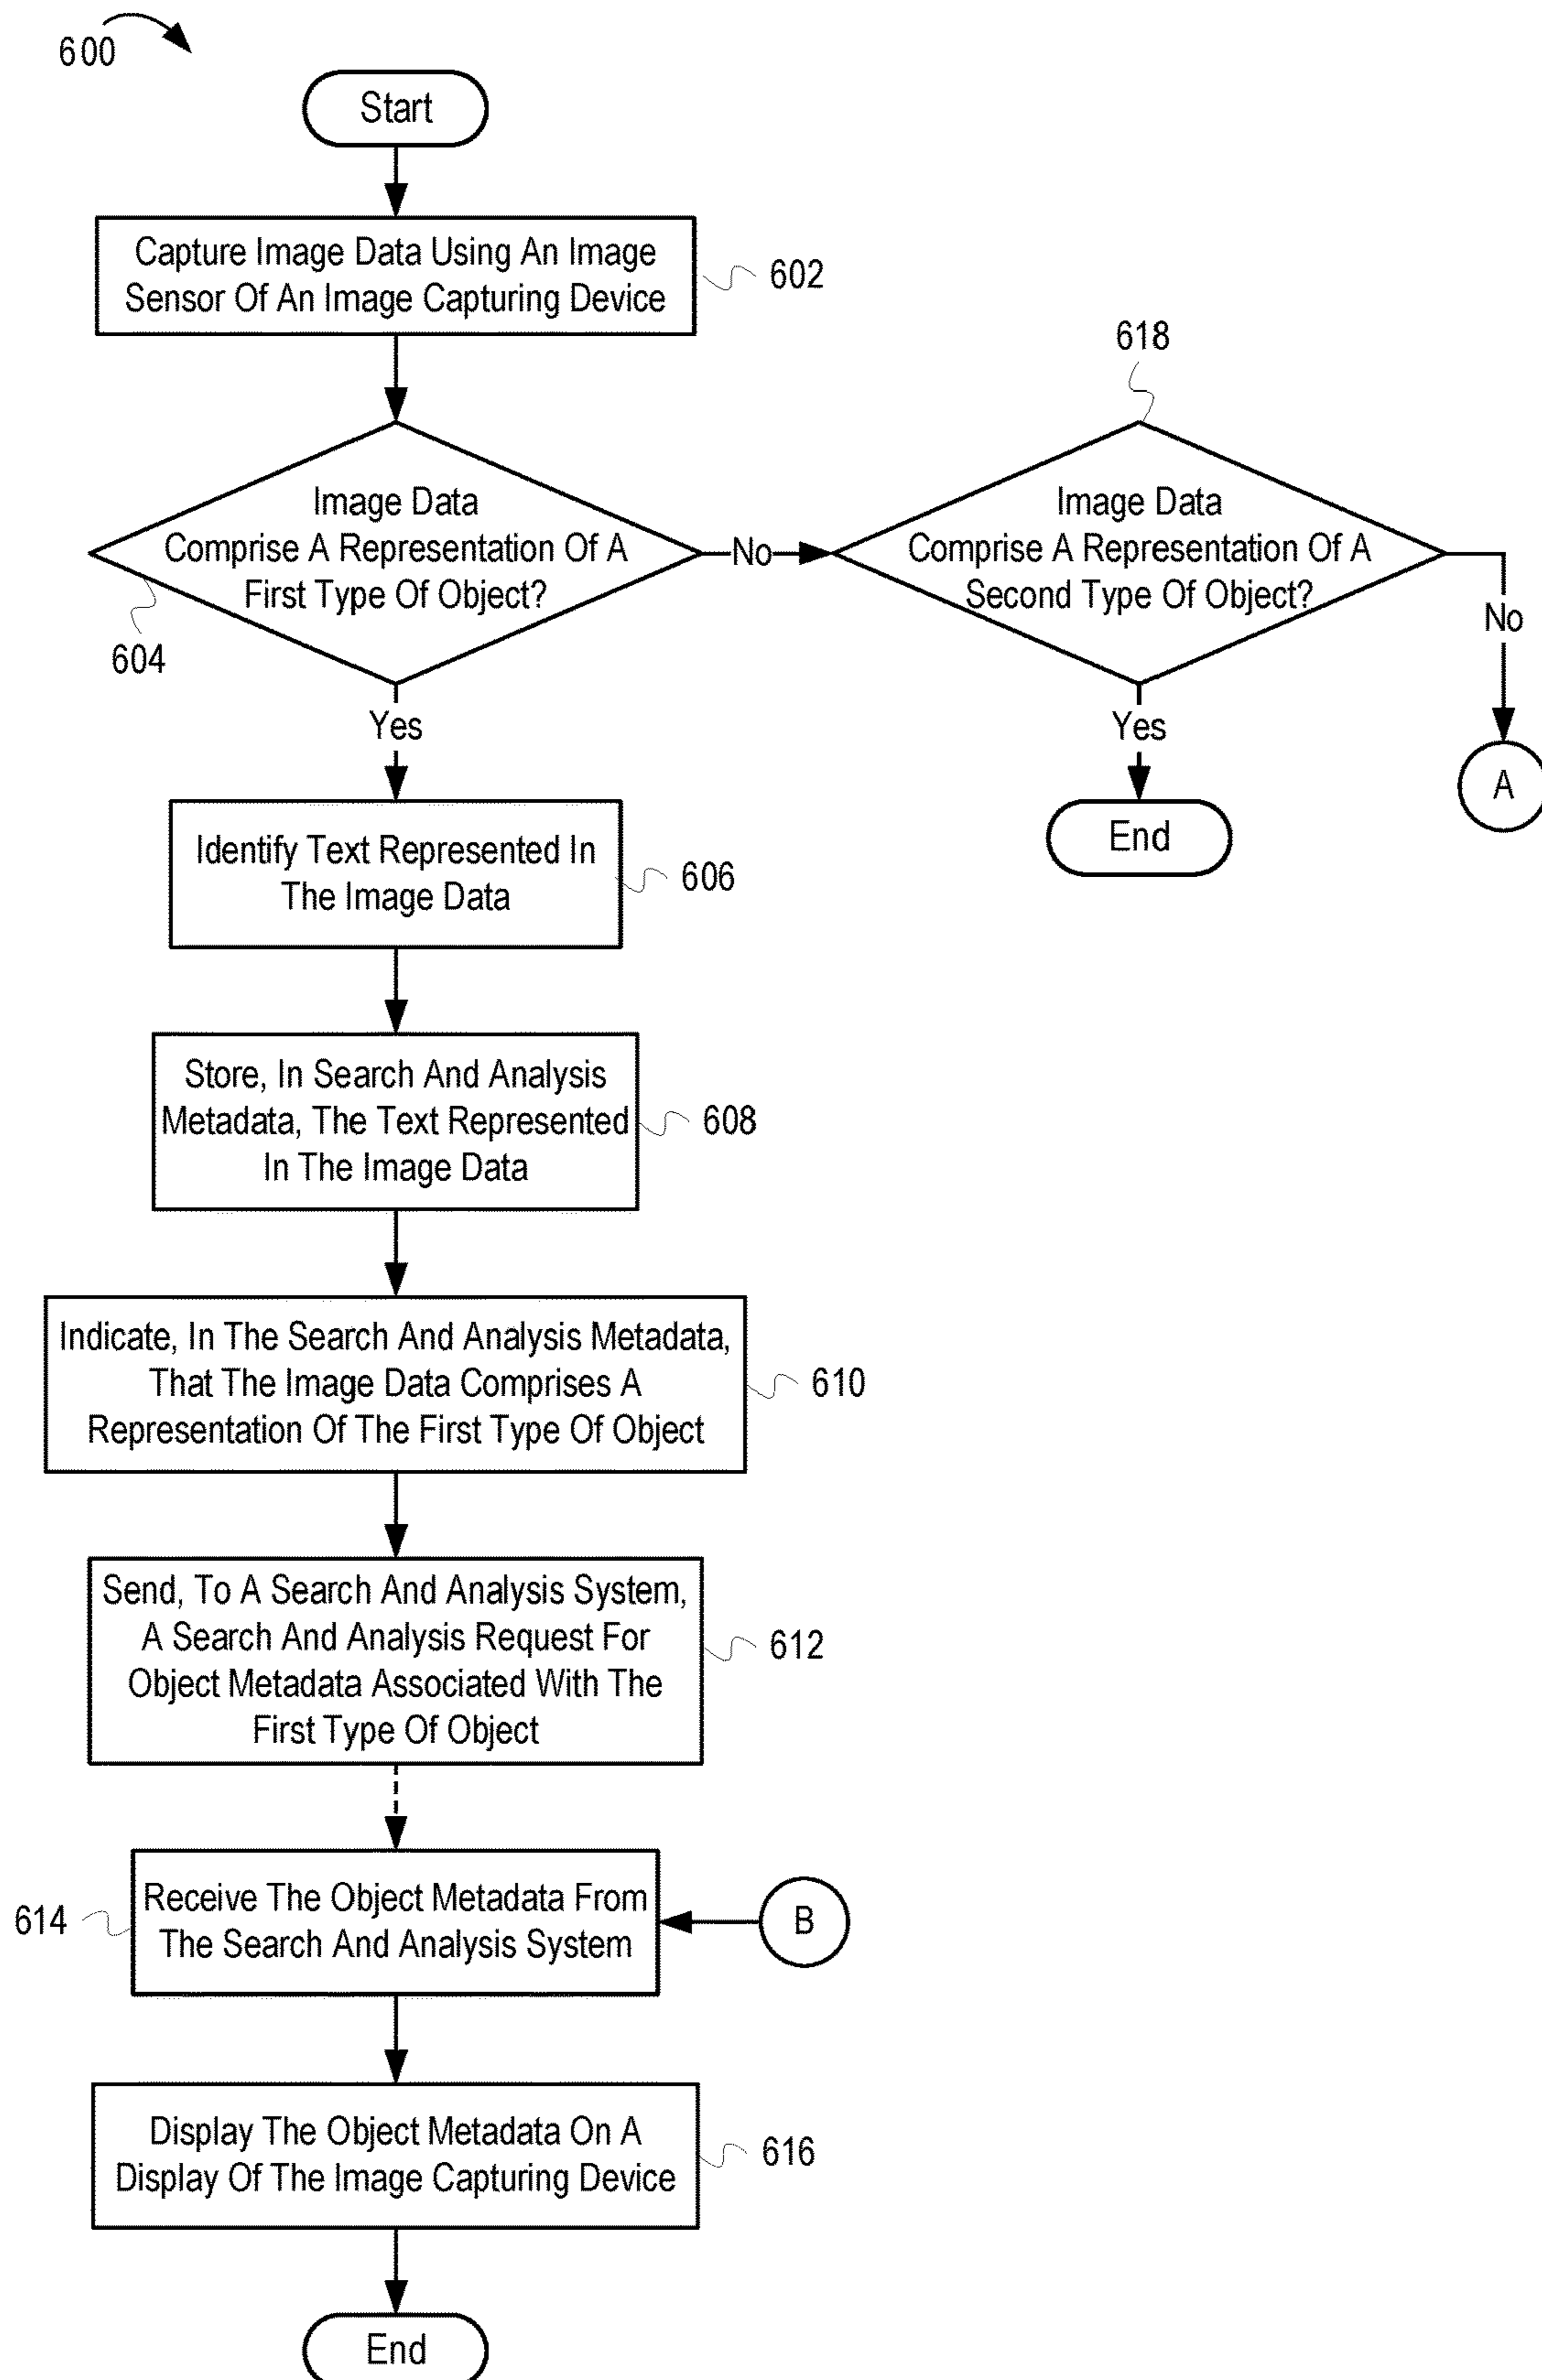 600
Start
Capture Image Data Using An Image
Sensor Of An Image Capturing Device
602
618
Image Data
Comprise A Representation Of A
First Type Of Object?
604
No
Image Data
Comprise A Representation Of A
Second Type Of Object?
No
Yes
Yes
A
End
Identify Text Represented In
The Image Data
606
Store, In Search And Analysis
Metadata, The Text Represented
In The Image Data
608
Indicate, In The Search And Analysis Metadata,
That The Image Data Comprises A
Representation Of The First Type Of Object
610
Send, To A Search And Analysis System,
A Search And Analysis Request For
Object Metadata Associated With The
First Type Of Object
612
614
Receive The Object Metadata From
The Search And Analysis System
B
Display The Object Metadata On A
Display Of The Image Capturing Device
616
End